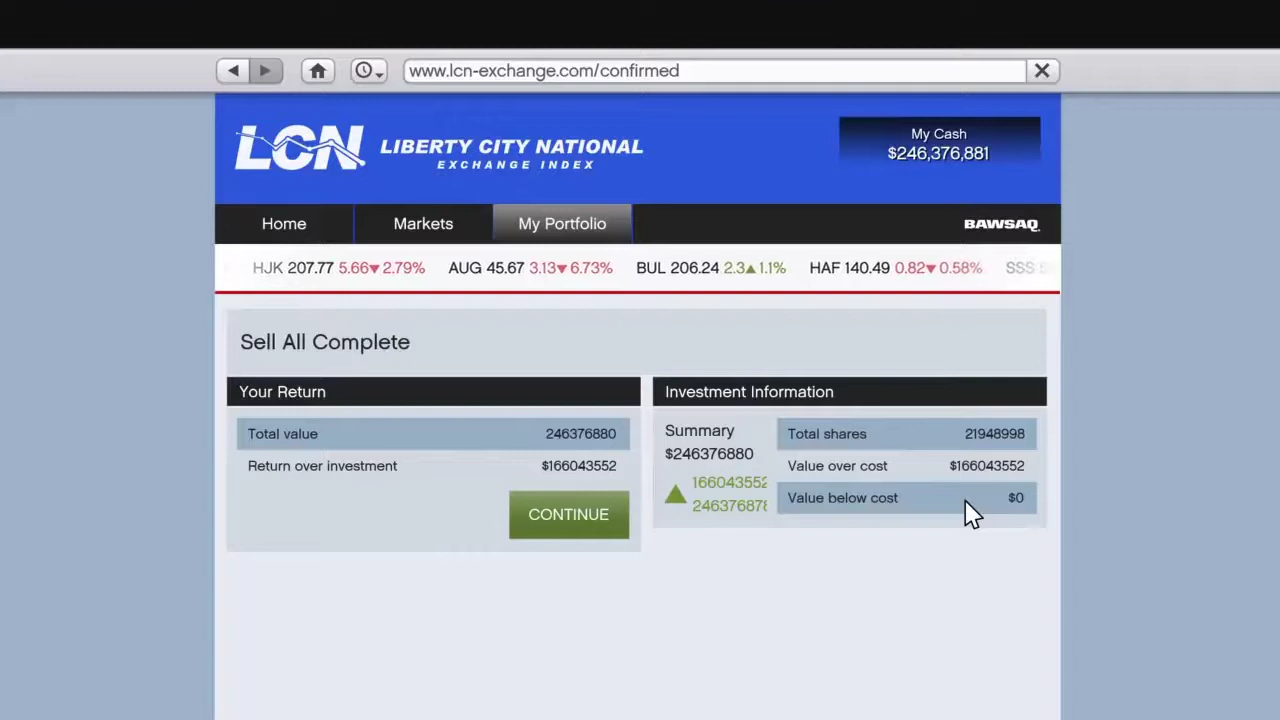 www.lcn-exchange.com/confirmed
LCN LIBERTY CITY NATIONAL
EXCHANGE INDEX
My Cash
$246,376,881
Home Markets My Portfolio BAWSAQ
HJK 207.77 5.66▼2.79% AUG 45.67 3.13▼6.73% BUL 206.24 2.3▲1.1% HAF 140.49 0.82▼0.58% SSS
Sell All Complete
Your Return
Total value 246376880
Return over investment $166043552
CONTINUE
Investment Information
Summary
$246376880
166043552
246376878
Total shares 21948998
Value over cost $166043552
Value below cost $0